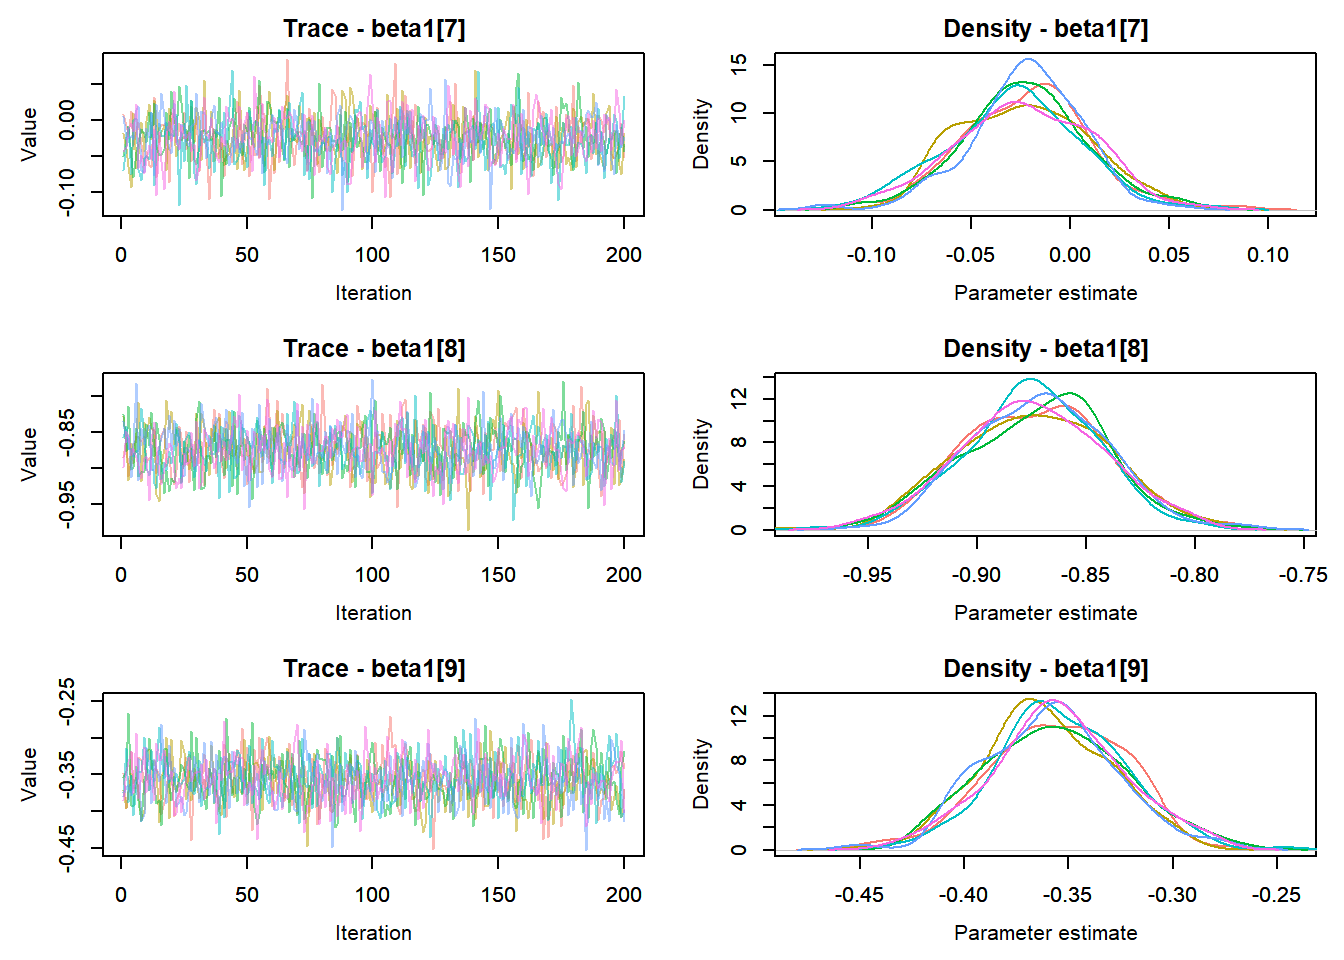 Trace - beta1[7]
Value
0.00
-0.10
0 50 100 150 200
Iteration
Density - beta1[7]
Density
15
10
5
0
-0.10 -0.05 0.00 0.05 0.10
Parameter estimate
Trace - beta1[8]
Value
-0.85
-0.95
0 50 100 150 200
Iteration
Density - beta1[8]
Density
12
8
4
0
-0.95 -0.90 -0.85 -0.80 -0.75
Parameter estimate
Trace - beta1[9]
Value
-0.25
-0.35
-0.45
0 50 100 150 200
Iteration
Density - beta1[9]
Density
12
8
4
0
-0.45 -0.40 -0.35 -0.30 -0.25
Parameter estimate